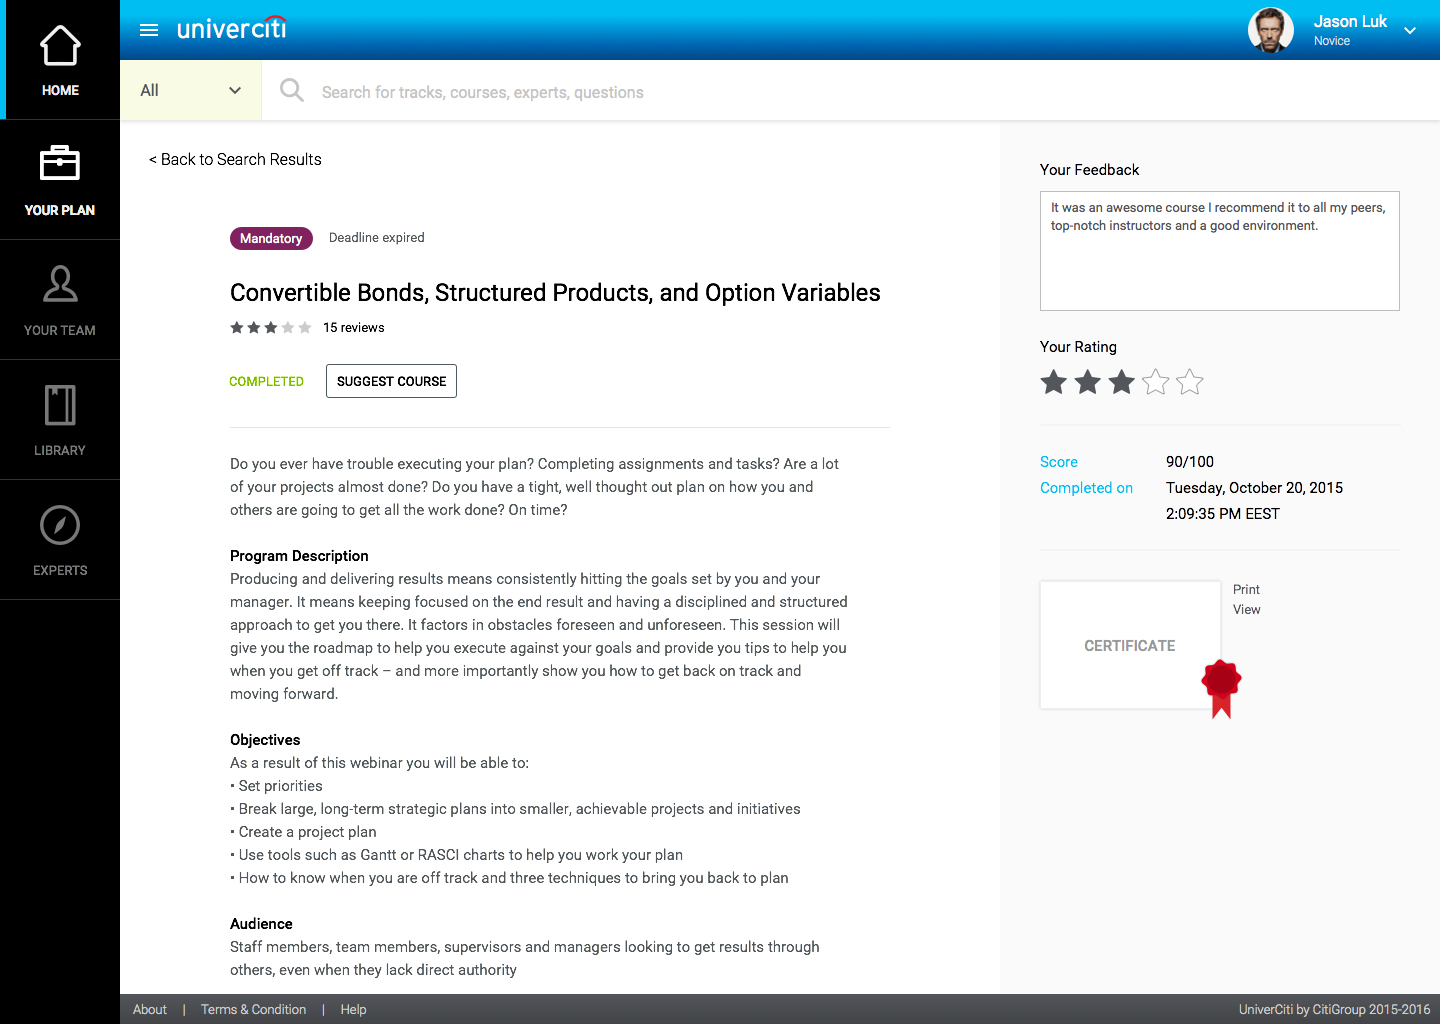 HOME
YOUR PLAN
YOUR TEAM
LIBRARY
EXPERTS
univerciti
Jason Luk
Novice
All
Search for tracks, courses, experts, questions
< Back to Search Results
Mandatory Deadline expired
Convertible Bonds, Structured Products, and Option Variables
15 reviews
COMPLETED SUGGEST COURSE
Do you ever have trouble executing your plan? Completing assignments and tasks? Are a lot
of your projects almost done? Do you have a tight, well thought out plan on how you and
others are going to get all the work done? On time?
Program Description
Producing and delivering results means consistently hitting the goals set by you and your
manager. It means keeping focused on the end result and having a disciplined and structured
approach to get you there. It factors in obstacles foreseen and unforeseen. This session will
give you the roadmap to help you execute against your goals and provide you tips to help you
when you get off track – and more importantly show you how to get back on track and
moving forward.
Objectives
As a result of this webinar you will be able to:
• Set priorities
• Break large, long-term strategic plans into smaller, achievable projects and initiatives
• Create a project plan
• Use tools such as Gantt or RASCI charts to help you work your plan
• How to know when you are off track and three techniques to bring you back to plan
Audience
Staff members, team members, supervisors and managers looking to get results through
others, even when they lack direct authority
Your Feedback
It was an awesome course I recommend it to all my peers,
top-notch instructors and a good environment.
Your Rating
Score 90/100
Completed on Tuesday, October 20, 2015
2:09:35 PM EEST
CERTIFICATE
Print
View
About | Terms & Condition | Help
UniverCiti by CitiGroup 2015-2016